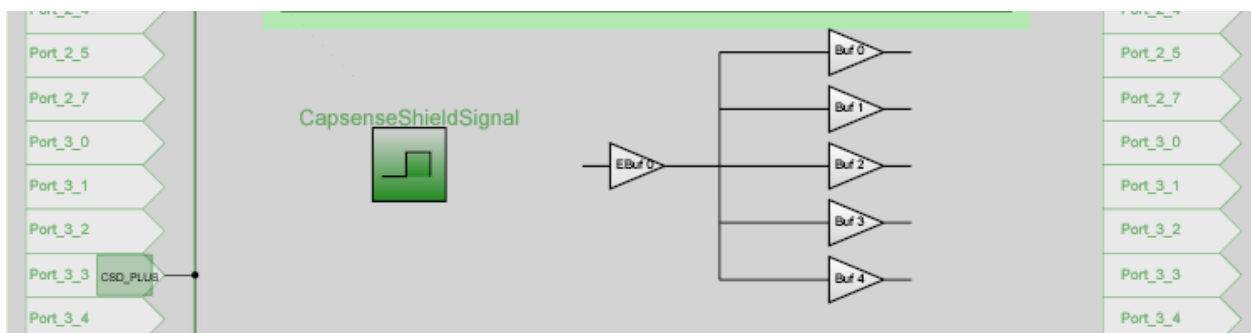 Port_2_5
Port_2_7
Port_3_0
Port_3_1
Port_3_2
Port_3_3 CSD_PLUS
Port_3_4
CapsenseShieldSignal
EBuf 0
Buf 0
Buf 1
Buf 2
Buf 3
Buf 4
Port_2_5
Port_2_7
Port_3_0
Port_3_1
Port_3_2
Port_3_3
Port_3_4